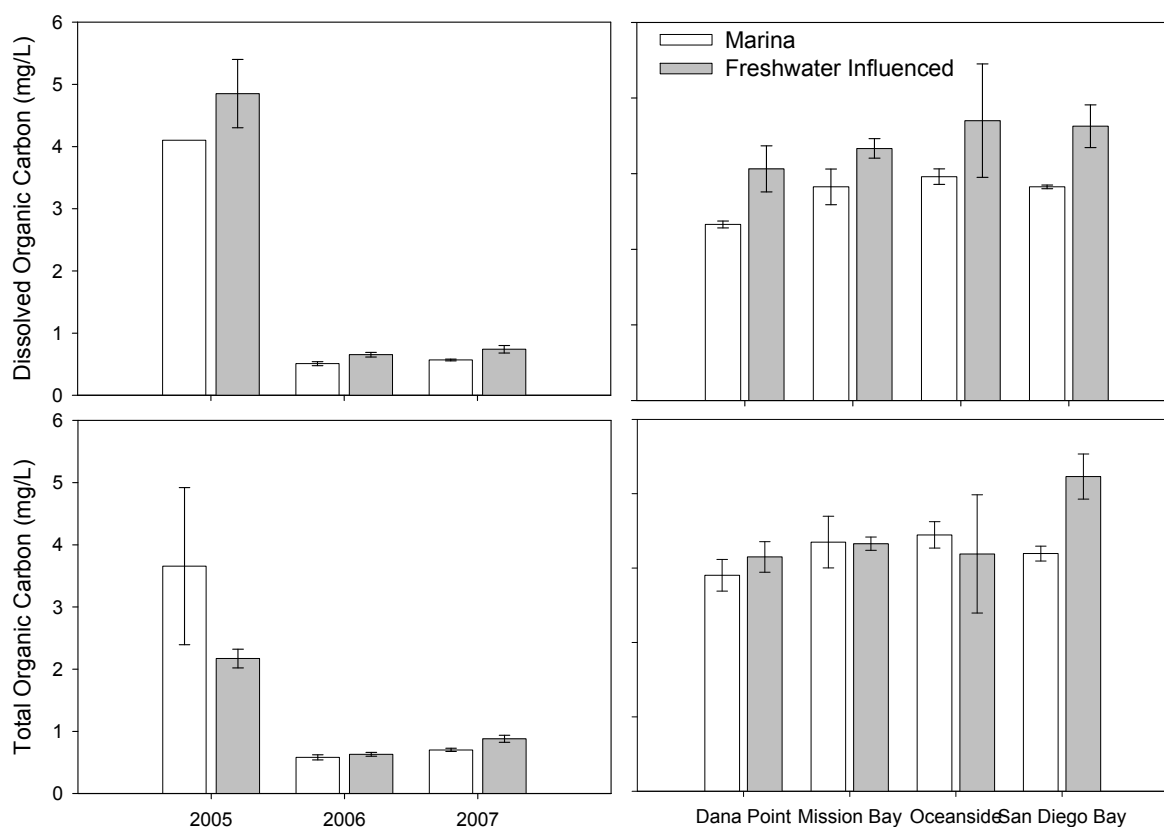 Dissolved Organic Carbon (mg/L)
6
5
4
3
2
1
0
Marina
Freshwater Influenced
Total Organic Carbon (mg/L)
6
5
4
3
2
1
0
2005 2006 2007
Dana Point Mission Bay Oceanside San Diego Bay